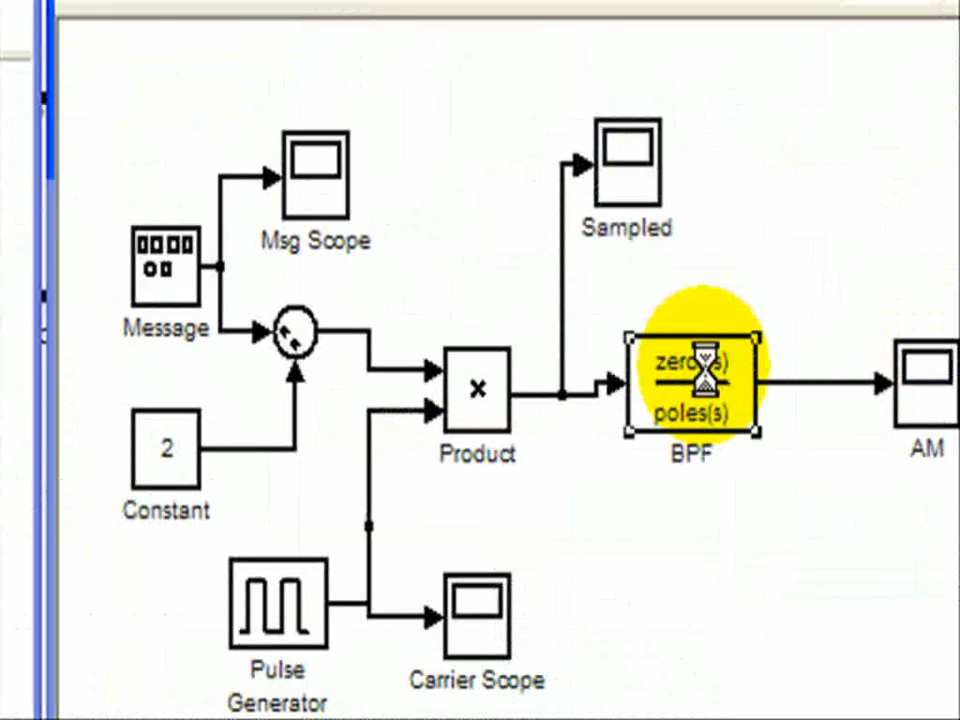 Sampled
Msg Scope
Message
zero(s)
poles(s)
×
Product
BPF
AM
2
Constant
Pulse
Generator
Carrier Scope